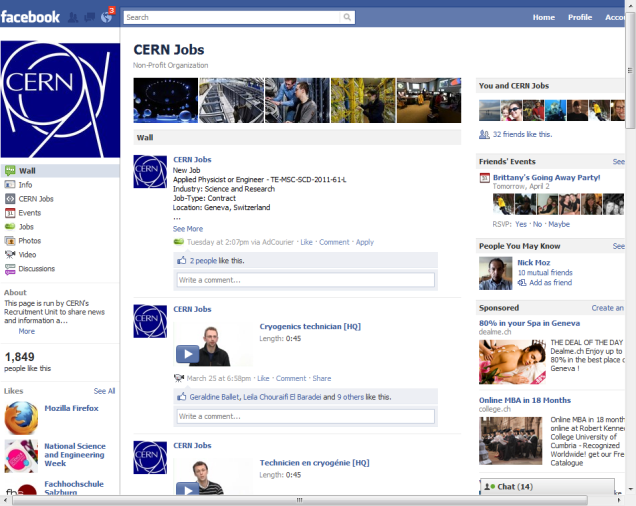 facebook
3
Search
Home Profile Accou
CERN Jobs
Non-Profit Organization
CERN
Wall
Info
CERN Jobs
Events
Jobs
Photos
Video
Discussions
About
This page is run by CERN's
Recruitment Unit to share news
and information a...
More
1,849
people like this
Likes See All
Mozilla Firefox
National Science
and Engineering
Week
Fachhochschule
Salzburg
Wall
CERN
CERN Jobs
New Job
Applied Physicist or Engineer - TE-MSC-SCD-2011-61-L
Industry: Science and Research
Job-Type: Contract
Location: Geneva, Switzerland
...
See More
Tuesday at 2:07pm via AdCourier · Like · Comment · Apply
2 people like this.
Write a comment...
CERN
CERN Jobs
Cryogenics technician [HQ]
Length: 0:45
March 25 at 6:58pm · Like · Comment · Share
Geraldine Ballet, Leila Chouraifi El Baradei and 9 others like this.
Write a comment...
CERN
CERN Jobs
Technicien en cryogénie [HQ]
Length: 0:45
You and CERN Jobs
32 friends like this.
Friends' Events See
31
Brittany's Going Away Party!
Tomorrow, April 2
RSVP: Yes · No · Maybe
People You May Know See
Nick Moz
10 mutual friends
Add as friend
Sponsored Create an
80% in your Spa in Geneva
dealme.ch
THE DEAL OF THE DAY
Dealme.ch Enjoy up to
80% in the best place o
Geneva !
Online MBA in 18 Months
college.ch
Online MBA in 18 month
online at Robert Kenned
College University of
Cumbria - Recognized
Worldwide! get our Free
Catalogue
Chat (14)